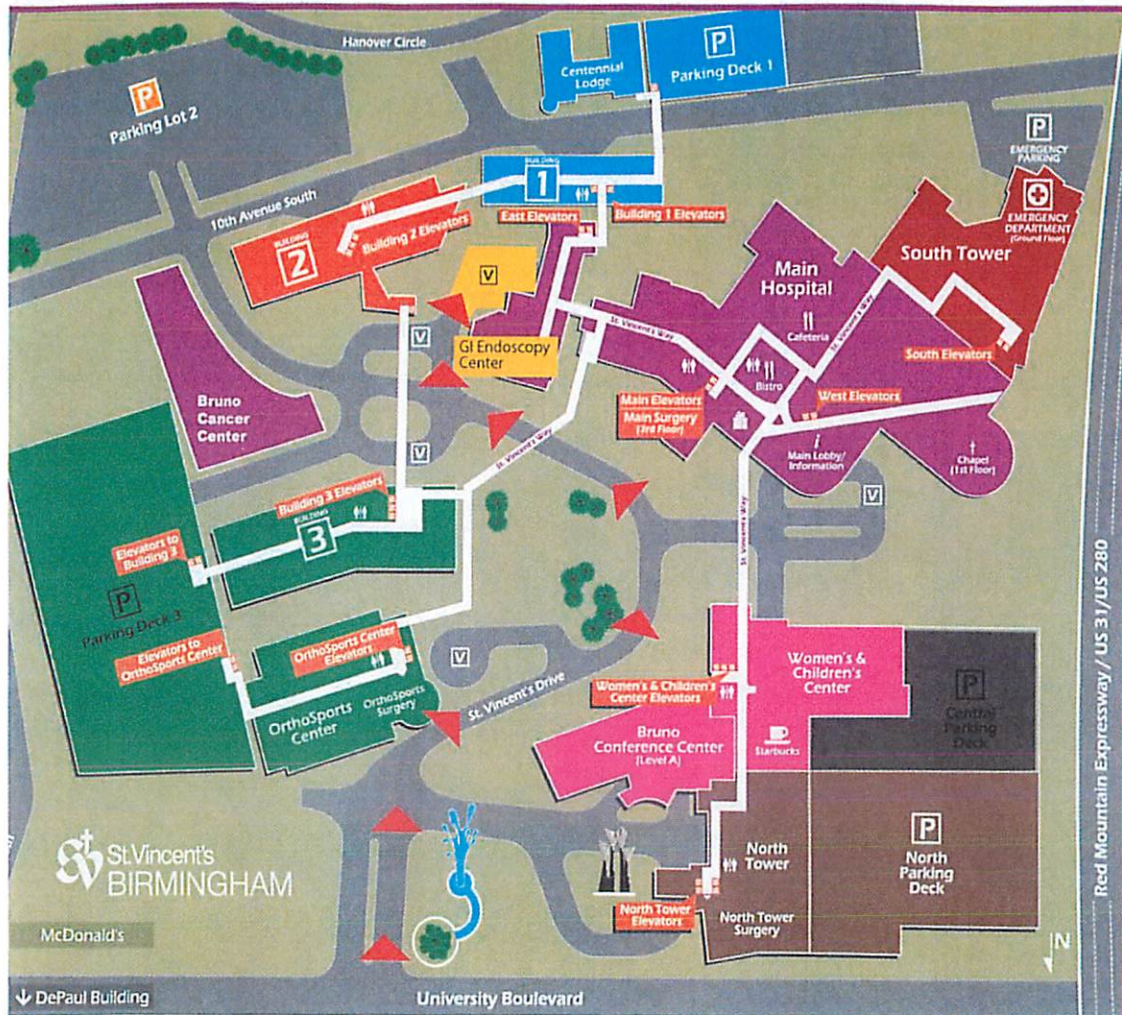 Hanover Circle
Centennial
Lodge
P
Parking Deck 1
P
Parking Lot 2
P
EMERGENCY
PARKING
BUILDING
1
EMERGENCY
DEPARTMENT
(Ground Floor)
10th Avenue South
East Elevators
Building 1 Elevators
BUILDING
2
Building 2 Elevators
South Tower
V
Main
Hospital
Cafeteria
St. Vincent's Way
St. Vincent's Way
South Elevators
V
GI Endoscopy
Center
Bistro
Main Elevators
Main Surgery
(3rd Floor)
West Elevators
Bruno
Cancer
Center
i
Main Lobby/
Information
Chapel
(1st Floor)
V
St. Vincent's Way
V
Building 3 Elevators
BUILDING
3
Elevators to
Building 3
St. Vincent's Way
P
Parking Deck 3
Elevators to
OrthoSports Center
OrthoSports Center
Elevators
V
OrthoSports
Surgery
OrthoSports
Center
St. Vincent's Drive
Women's & Children's
Center Elevators
Women's &
Children's
Center
P
Central
Parking
Deck
Bruno
Conference Center
(Level A)
Starbucks
Red Mountain Expressway / US 31/US 280
SV
St.Vincent's
BIRMINGHAM
North
Tower
P
North
Parking
Deck
North Tower
Elevators
North Tower
Surgery
McDonald's
N
DePaul Building
University Boulevard